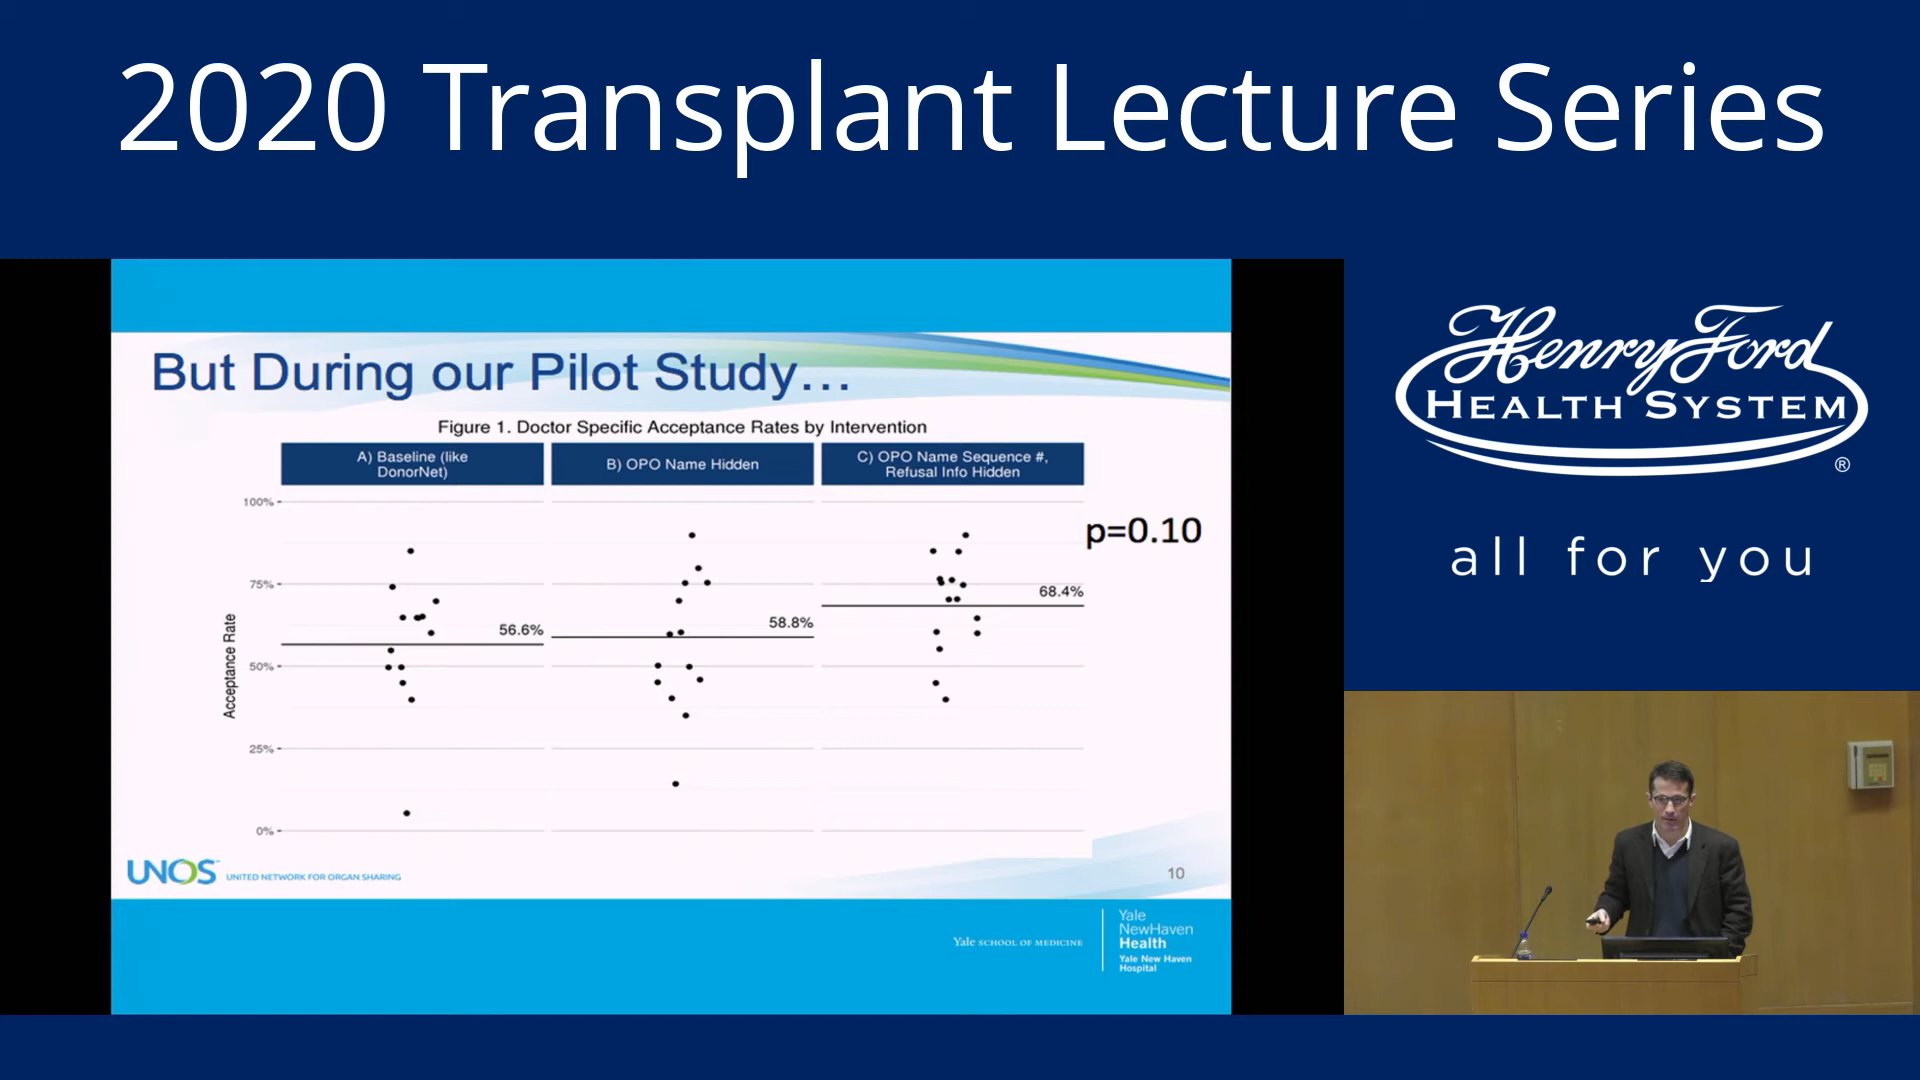 2020 Transplant Lecture Series
But During our Pilot Study...
Figure 1. Doctor Specific Acceptance Rates by Intervention
A) Baseline (like
DonorNet)
B) OPO Name Hidden
C) OPO Name Sequence #,
Refusal Info Hidden
100%
75%
50%
25%
0%
Acceptance Rate
56.6%
58.8%
68.4%
p=0.10
UNOS
UNITED NETWORK FOR ORGAN SHARING
10
Yale SCHOOL OF MEDICINE
Yale
NewHaven
Health
Yale New Haven
Hospital
Henry Ford
HEALTH SYSTEM
®
all for you